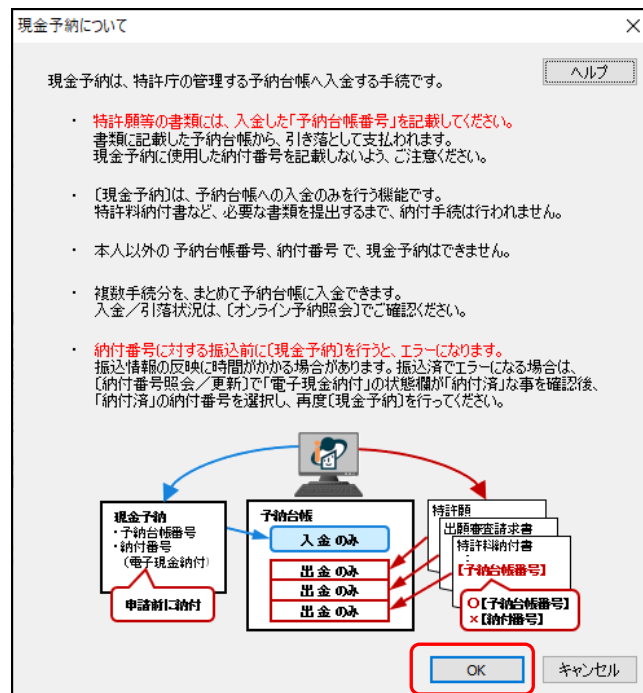 現金予納について
ヘルプ
現金予納は、特許庁の管理する予納台帳へ入金する手続です。
・ 特許願等の書類には、入金した「予納台帳番号」を記載してください。
書類に記載した予納台帳から、引き落として支払われます。
現金予納に使用した納付番号を記載しないよう、ご注意ください。
・ 〔現金予納〕は、予納台帳への入金のみを行う機能です。
特許料納付書など、必要な書類を提出するまで、納付手続は行われません。
・ 本人以外の 予納台帳番号、納付番号 で、現金予納はできません。
・ 複数手続分を、まとめて予納台帳に入金できます。
入金／引落状況は、〔オンライン予納照会〕でご確認ください。
・ 納付番号に対する振込前に〔現金予納〕を行うと、エラーになります。
振込情報の反映に時間がかかる場合があります。振込済でエラーになる場合は、
〔納付番号照会／更新〕で「電子現金納付」の状態欄が「納付済」な事を確認後、
「納付済」の納付番号を選択し、再度〔現金予納〕を行ってください。
現金予納
・予納台帳番号
・納付番号
（電子現金納付）
申請前に納付
予納台帳
入金のみ
出金のみ
出金のみ
出金のみ
特許願
出願審査請求書
特許料納付書
：
【予納台帳番号】
○【予納台帳番号】
×【納付番号】
OK
キャンセル